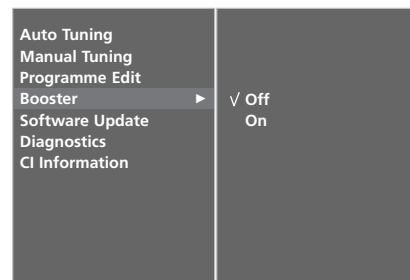 Auto Tuning
Manual Tuning
Programme Edit
Booster ►
Software Update
Diagnostics
CI Information
√ Off
On